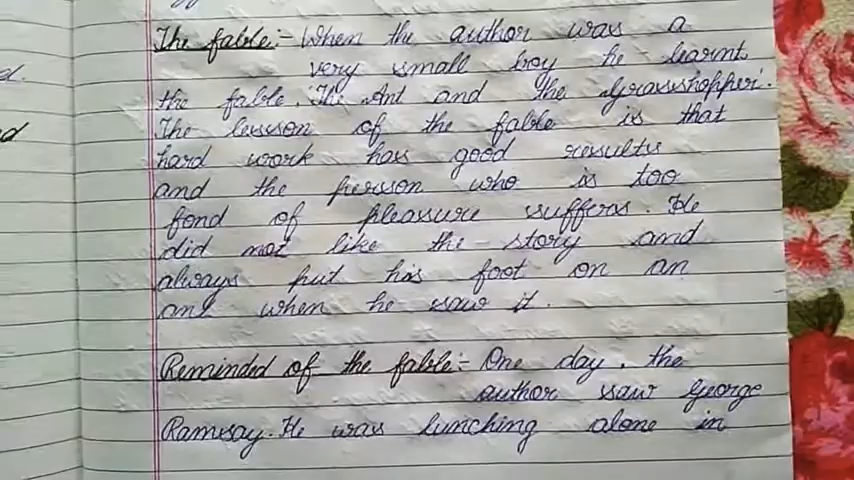 d.
d
The fable:- When the author was a
very small boy he learnt
the fable. 'The Ant and the Grasshopper'.
The lesson of the fable is that
hard work has good results
and the person who is too
fond of pleasure suffers. He
did not like the story and
always put his foot on an
ant when he saw it.
Reminded of the fable:- One day, the
author saw George
Ramsay. He was lunching alone in